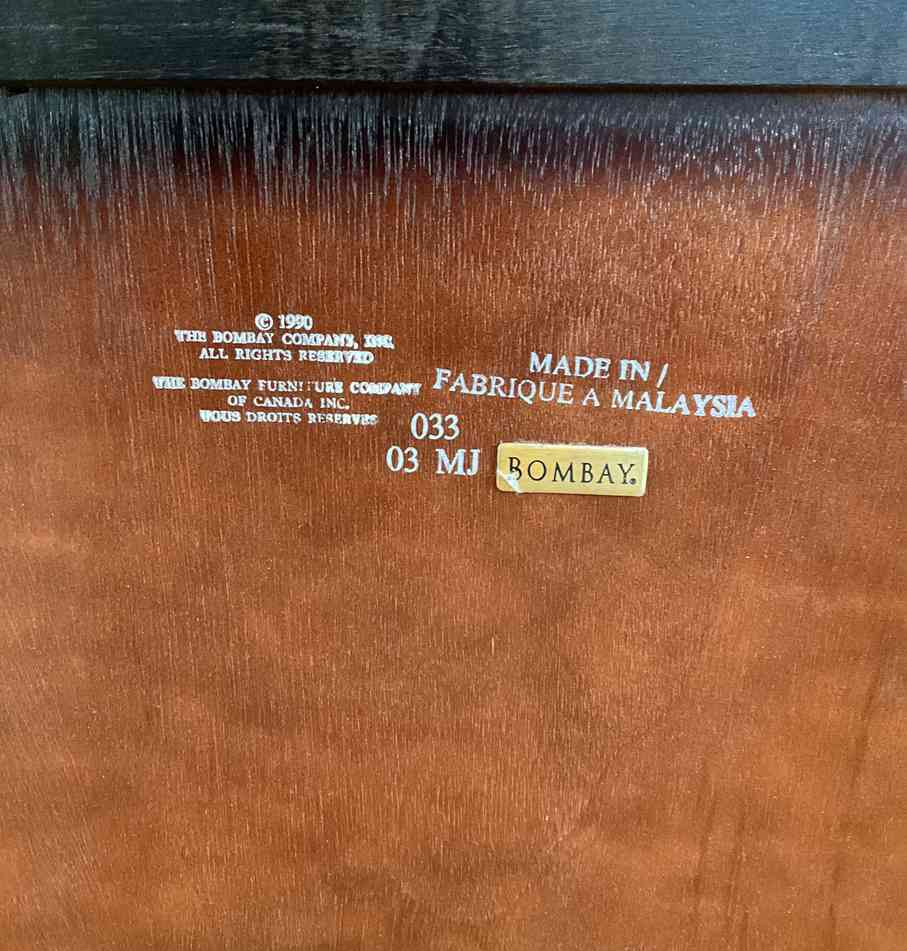 © 1990
THE BOMBAY COMPANY, INC.
ALL RIGHTS RESERVED
THE BOMBAY FURNITURE COMPANY
OF CANADA INC.
TOUS DROITS RESERVES
MADE IN /
FABRIQUE A MALAYSIA
033
03 MJ
BOMBAY®